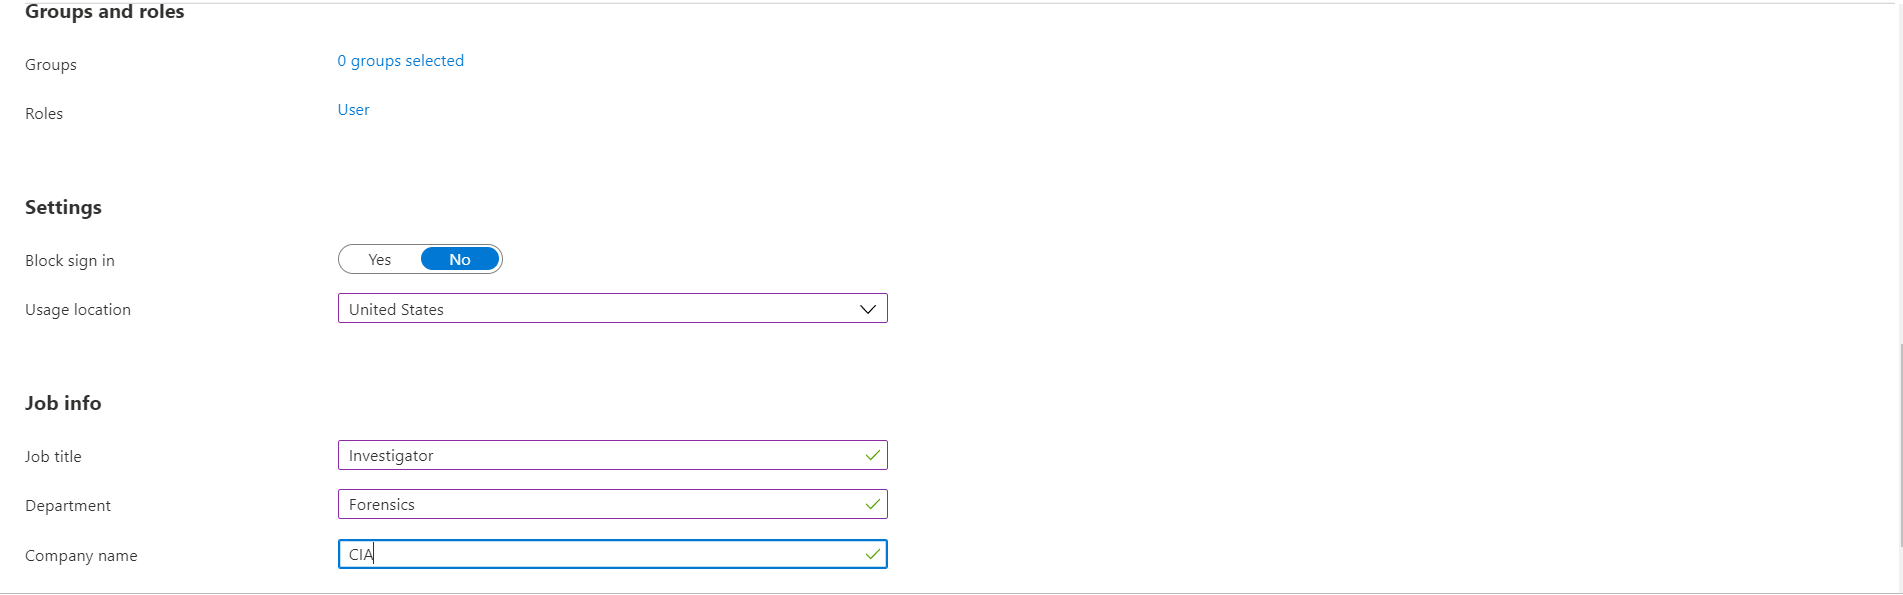 Groups and roles
Groups
0 groups selected
Roles
User
Settings
Block sign in
Yes No
Usage location
United States
Job info
Job title
Investigator
Department
Forensics
Company name
CIA